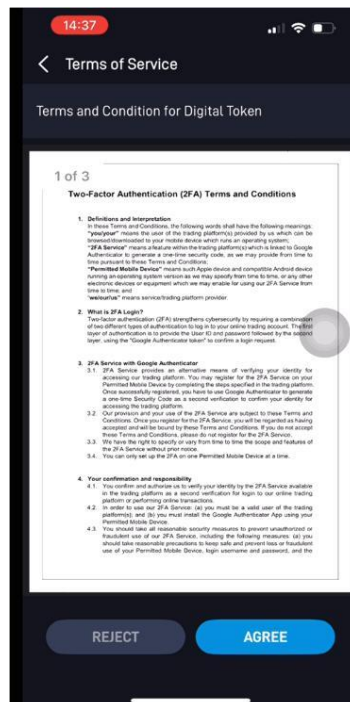 14:37
Terms of Service
Terms and Condition for Digital Token
1 of 3
Two-Factor Authentication (2FA) Terms and Conditions
1. Definitions and Interpretation
In these Terms and Conditions, the following words shall have the following meanings:
"you/your" means the user of the trading platform(s) provided by us which can be
browsed/downloaded to your mobile device which runs an operating system;
"2FA Service" means a feature within the trading platform(s) which is linked to Google
Authenticator to generate a one-time security code, as we may provide from time to
time pursuant to these Terms and Conditions;
"Permitted Mobile Device" means such Apple device and compatible Android device
running an operating system version as we may specify from time to time, or any other
electronic devices or equipment which we may enable for using our 2FA Service from
time to time; and
"we/our/us" means service/trading platform provider
2. What is 2FA Login?
Two-factor authentication (2FA) strengthens cybersecurity by requiring a combination
of two different types of authentication to log in to your online trading account. The first
layer of authentication is to provide the User ID and password followed by the second
layer, using the "Google Authenticator token" to confirm a login request.
3. 2FA Service with Google Authenticator
3.1. 2FA Service provides an alternative means of verifying your identity for
accessing our trading platform. You may register for the 2FA Service on your
Permitted Mobile Device by completing the steps specified in the trading platform.
Once successfully registered, you have to use Google Authenticator to generate
a one-time Security Code as a second verification to confirm your identity for
accessing the trading platform.
3.2. Our provision and your use of the 2FA Service are subject to these Terms and
Conditions. Once you register for the 2FA Service, you will be regarded as having
accepted and will be bound by these Terms and Conditions. If you do not accept
these Terms and Conditions, please do not register for the 2FA Service.
3.3. We have the right to specify or vary from time to time the scope and features of
the 2FA Service without prior notice.
3.4. You can only set up the 2FA on one Permitted Mobile Device at a time.
4. Your confirmation and responsibility
4.1. You confirm and authorize us to verify your identity by the 2FA Service available
in the trading platform as a second verification for login to our online trading
platform or performing online transactions.
4.2. In order to use our 2FA Service: (a) you must be a valid user of the trading
platform(s); and (b) you must install the Google Authenticator App using your
Permitted Mobile Device.
4.3. You should take all reasonable security measures to prevent unauthorized or
fraudulent use of our 2FA Service, including the following measures: (a) you
should take reasonable precautions to keep safe and prevent loss or fraudulent
use of your Permitted Mobile Device, login username and password, and the
REJECT
AGREE